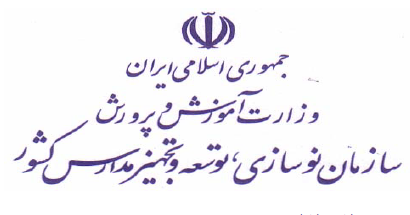 جمهوری اسلامی ایران
وزارت آموزش و پرورش
سازمان نوسازی، توسعه و تجهیز مدارس کشور